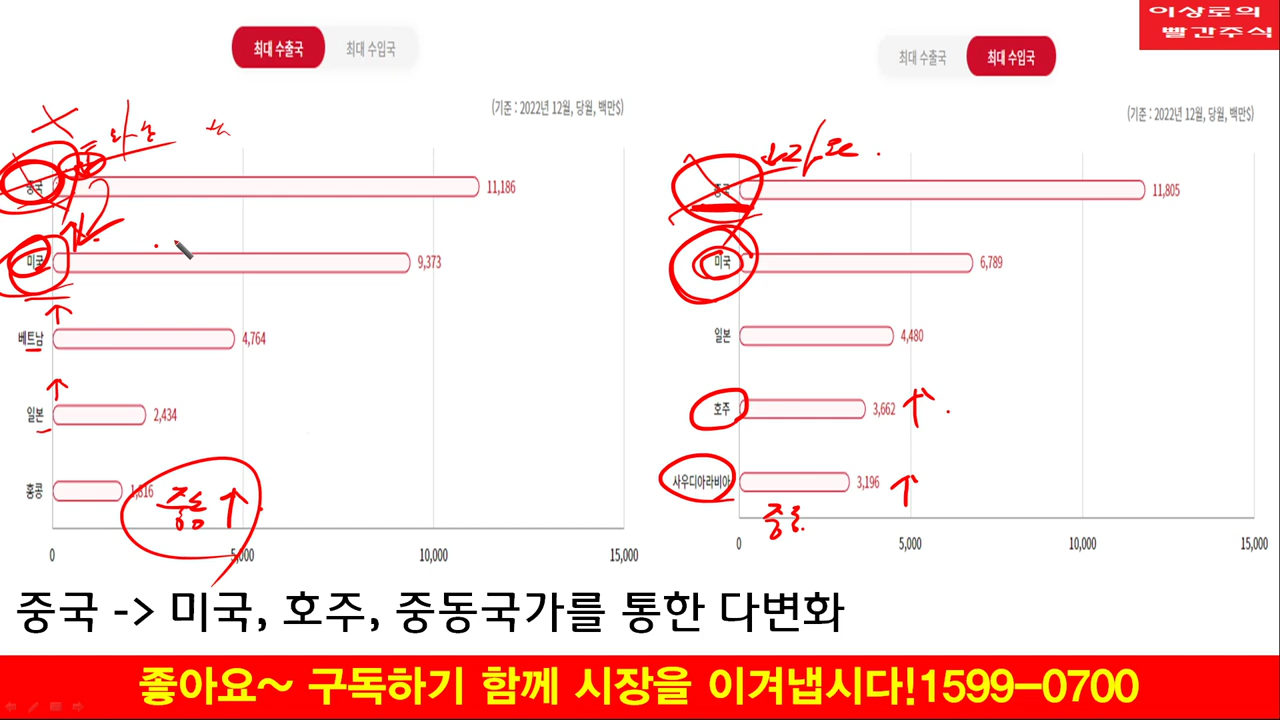 이상로의
빨간주식
최대 수출국 최대 수입국
(기준 : 2022년 12월, 당월, 백만$)
중국 11,186
미국 9,373
베트남 4,764
일본 2,434
홍콩 1,816
중동
0 5,000 10,000 15,000
최대 수출국 최대 수입국
(기준 : 2022년 12월, 당월, 백만$)
중국 11,805
미국 6,789
일본 4,480
호주 3,662
사우디아라비아 3,196
중동
0 5,000 10,000 15,000
중국 -> 미국, 호주, 중동국가를 통한 다변화
좋아요~ 구독하기 함께 시장을 이겨냅시다!1599-0700